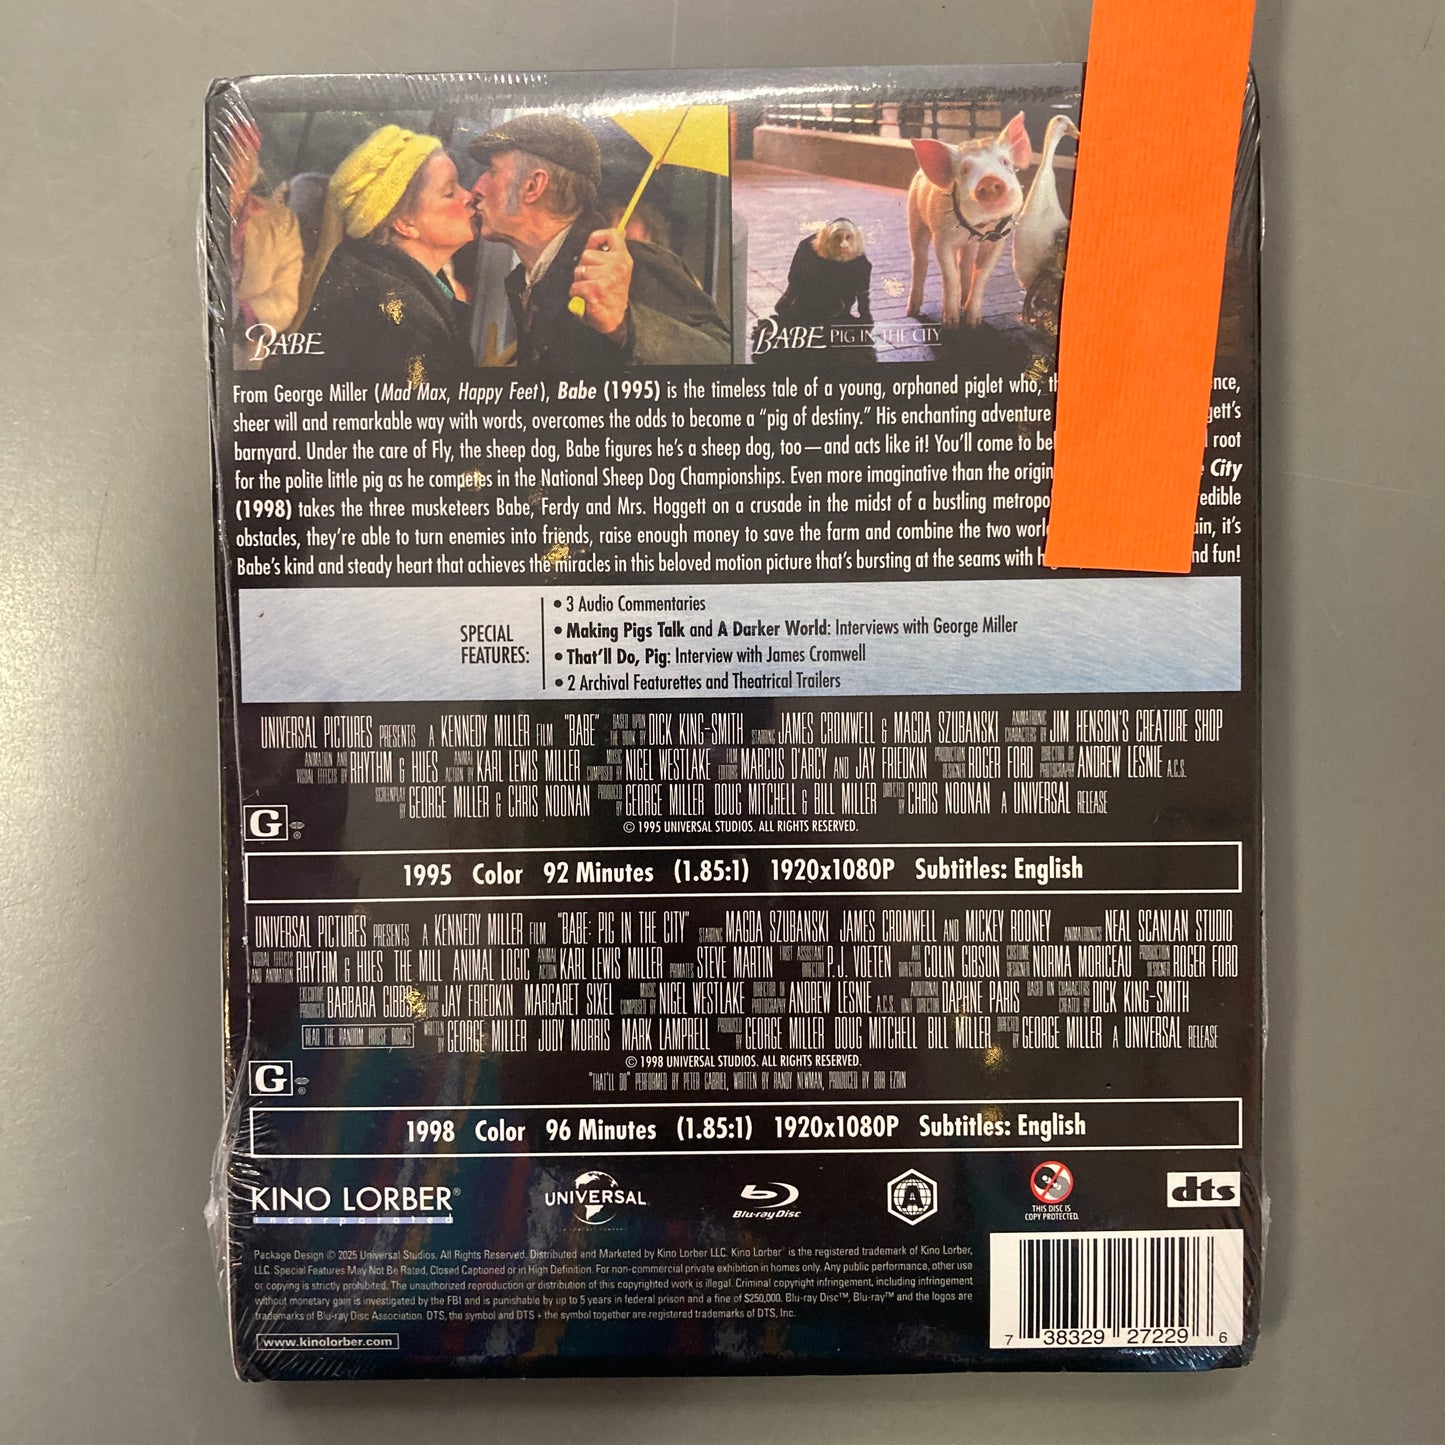 BABE
BABE PIG IN THE CITY
From George Miller (Mad Max, Happy Feet), Babe (1995) is the timeless tale of a young, orphaned piglet who,
sheer will and remarkable way with words, overcomes the odds to become a “pig of destiny.” His enchanting adventure
barnyard. Under the care of Fly, the sheep dog, Babe figures he’s a sheep dog, too—and acts like it! You’ll come to root
for the polite little pig as he competes in the National Sheep Dog Championships. Even more imaginative than the City
(1998) takes the three musketeers Babe, Ferdy and Mrs. Hoggett on a crusade in the midst of a bustling
obstacles, they’re able to turn enemies into friends, raise enough money to save the farm and combine the two it’s
Babe’s kind and steady heart that achieves the miracles in this beloved motion picture that’s bursting at the seams with fun!
SPECIAL FEATURES:
• 3 Audio Commentaries
• Making Pigs Talk and A Darker World: Interviews with George Miller
• That’ll Do, Pig: Interview with James Cromwell
• 2 Archival Featurettes and Theatrical Trailers
UNIVERSAL PICTURES PRESENTS A KENNEDY MILLER FILM "BABE" BASED UPON THE BOOK BY DICK KING-SMITH STARRING JAMES CROMWELL & MAGDA SZUBANSKI ANIMATRONIC CHARACTERS BY JIM HENSON'S CREATURE SHOP
ANIMATION AND VISUAL EFFECTS BY RHYTHM & HUES ANIMAL ACTION BY KARL LEWIS MILLER MUSIC COMPOSED BY NIGEL WESTLAKE FILM EDITORS MARCUS D'ARCY AND JAY FRIEDKIN PRODUCTION DESIGNER ROGER FORD DIRECTOR OF PHOTOGRAPHY ANDREW LESNIE A.C.S.
SCREENPLAY BY GEORGE MILLER & CHRIS NOONAN PRODUCED BY GEORGE MILLER DOUG MITCHELL & BILL MILLER DIRECTED BY CHRIS NOONAN A UNIVERSAL RELEASE
G ®
© 1995 UNIVERSAL STUDIOS. ALL RIGHTS RESERVED.
1995 Color 92 Minutes (1.85:1) 1920x1080P Subtitles: English
UNIVERSAL PICTURES PRESENTS A KENNEDY MILLER FILM "BABE: PIG IN THE CITY" STARRING MAGDA SZUBANSKI JAMES CROMWELL AND MICKEY ROONEY ANIMATRONICS NEAL SCANLAN STUDIO
VISUAL EFFECTS AND ANIMATION RHYTHM & HUES THE MILL ANIMAL LOGIC ANIMAL ACTION KARL LEWIS MILLER PRIMATES STEVE MARTIN FIRST ASSISTANT DIRECTOR P.J. VOETEN ART DIRECTOR COLIN GIBSON COSTUME DESIGNER NORMA MORICEAU PRODUCTION DESIGNER ROGER FORD
EXECUTIVE PRODUCER BARBARA GIBBS JAY FRIEDKIN MARGARET SIXEL MUSIC COMPOSED BY NIGEL WESTLAKE DIRECTOR OF PHOTOGRAPHY ANDREW LESNIE A.C.S. ADDITIONAL UNIT DIRECTOR DAPHNE PARIS BASED ON CHARACTERS CREATED BY DICK KING-SMITH
READ THE RANDOM HOUSE BOOKS WRITTEN BY GEORGE MILLER JUDY MORRIS MARK LAMPRELL PRODUCED BY GEORGE MILLER DOUG MITCHELL BILL MILLER DIRECTED BY GEORGE MILLER A UNIVERSAL RELEASE
© 1998 UNIVERSAL STUDIOS. ALL RIGHTS RESERVED.
G ®
"THAT'LL DO" PERFORMED BY PETER GABRIEL, WRITTEN BY RANDY NEWMAN, PRODUCED BY BOB EZRIN
1998 Color 96 Minutes (1.85:1) 1920x1080P Subtitles: English
KINO LORBER®
incorporated
UNIVERSAL
Blu-ray Disc
A
THIS DISC IS
COPY PROTECTED.
dts
Package Design © 2025 Universal Studios. All Rights Reserved. Distributed and Marketed by Kino Lorber LLC. Kino Lorber® is the registered trademark of Kino Lorber,
LLC. Special Features May Not Be Rated, Closed Captioned or in High Definition. For non-commercial private exhibition in homes only. Any public performance, other use
or copying is strictly prohibited. The unauthorized reproduction or distribution of this copyrighted work is illegal. Criminal copyright infringement, including infringement
without monetary gain is investigated by the FBI and is punishable by up to 5 years in federal prison and a fine of $250,000. Blu-ray Disc™, Blu-ray™ and the logos are
trademarks of Blu-ray Disc Association. DTS, the symbol and DTS + the symbol together are registered trademarks of DTS, Inc.
www.kinolorber.com
7 38329 27229 6